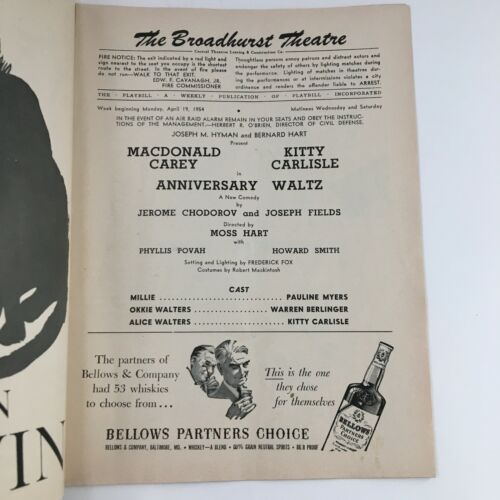 The Broadhurst Theatre
Central Theatres Leasing & Construction Co.
FIRE NOTICE: The exit indicated by a red light and
sign nearest to the seat you occupy is the shortest
route to the street. In the event of fire please
do not run—WALK TO THAT EXIT.
EDW. F. CAVANAGH, JR.
FIRE COMMISSIONER
Thoughtless persons annoy patrons and distract actors and
endanger the safety of others by lighting matches during
the performance. Lighting of matches in theatres dur-
ing the performances or at intermissions violates a city
ordinance and renders the offender liable to ARREST.
THE · PLAYBILL · A · WEEKLY · PUBLICATION · OF · PLAYBILL · INCORPORATED
Week beginning Monday, April 19, 1954
Matinees Wednesday and Saturday
IN THE EVENT OF AN AIR RAID ALARM REMAIN IN YOUR SEATS AND OBEY THE INSTRUC-
TIONS OF THE MANAGEMENT.—HERBERT R. O'BRIEN, DIRECTOR OF CIVIL DEFENSE.
JOSEPH M. HYMAN and BERNARD HART
Present
MACDONALD KITTY
CAREY CARLISLE
in
ANNIVERSARY WALTZ
A New Comedy
by
JEROME CHODOROV and JOSEPH FIELDS
Directed by
MOSS HART
with
PHYLLIS POVAH HOWARD SMITH
Setting and Lighting by FREDERICK FOX
Costumes by Robert Mackintosh
CAST
MILLIE .................... PAULINE MYERS
OKKIE WALTERS .................... WARREN BERLINGER
ALICE WALTERS .................... KITTY CARLISLE
The partners of
Bellows & Company
had 53 whiskies
to choose from...
This is the one
they chose
for themselves
BELLOWS
PARTNERS
CHOICE
BELLOWS PARTNERS CHOICE
BELLOWS & COMPANY, BALTIMORE, MD. • WHISKEY—A BLEND • 60% GRAIN NEUTRAL SPIRITS • 86.8 PROOF
N
IN